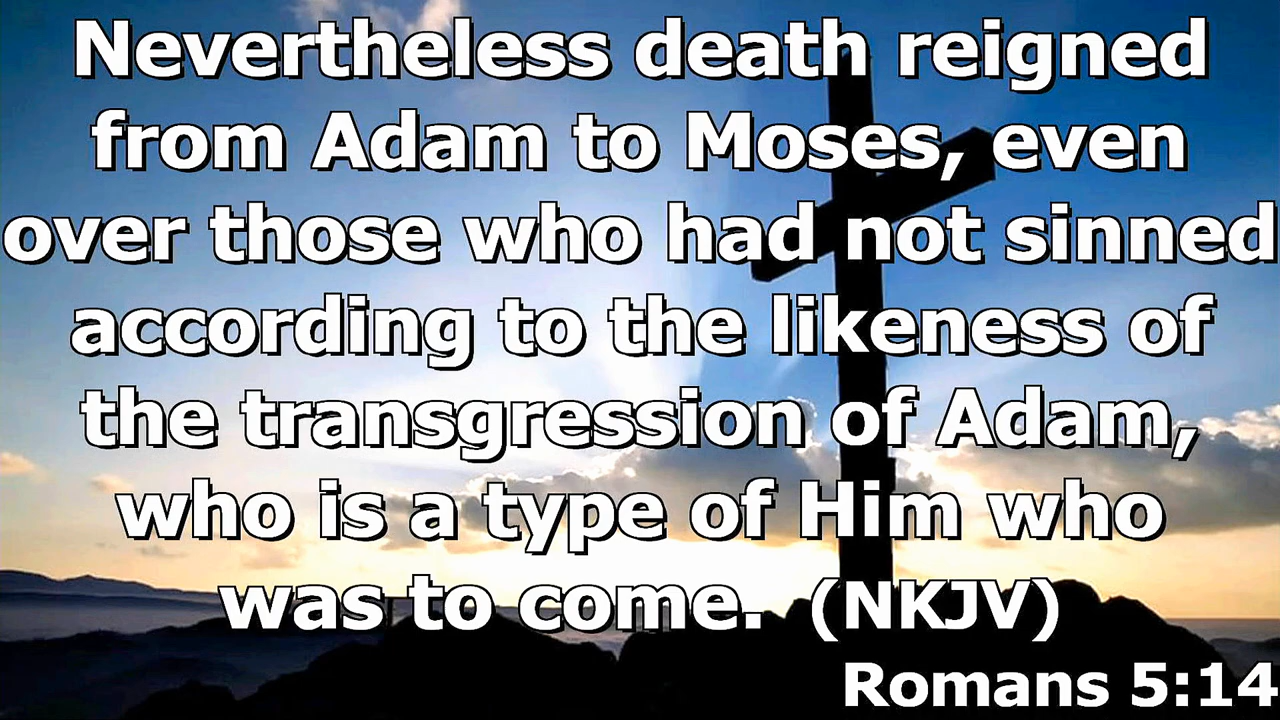 Nevertheless death reigned
from Adam to Moses, even
over those who had not sinned
according to the likeness of
the transgression of Adam,
who is a type of Him who
was to come. (NKJV)
Romans 5:14